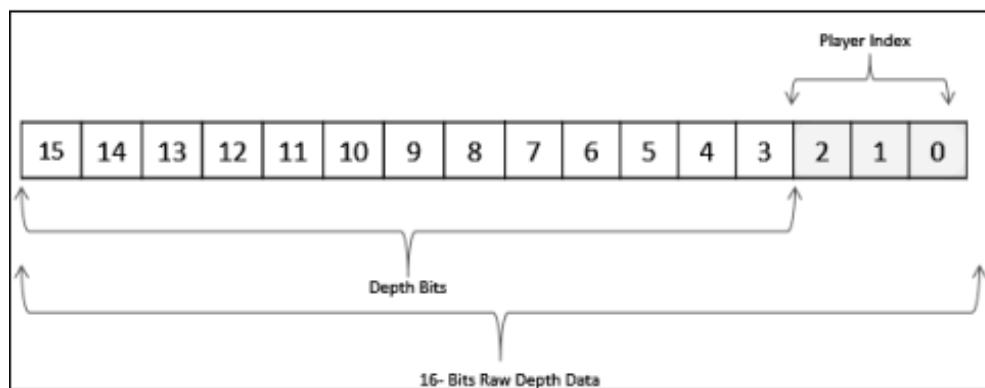 Player Index
15 14 13 12 11 10 9 8 7 6 5 4 3 2 1 0
Depth Bits
16- Bits Raw Depth Data